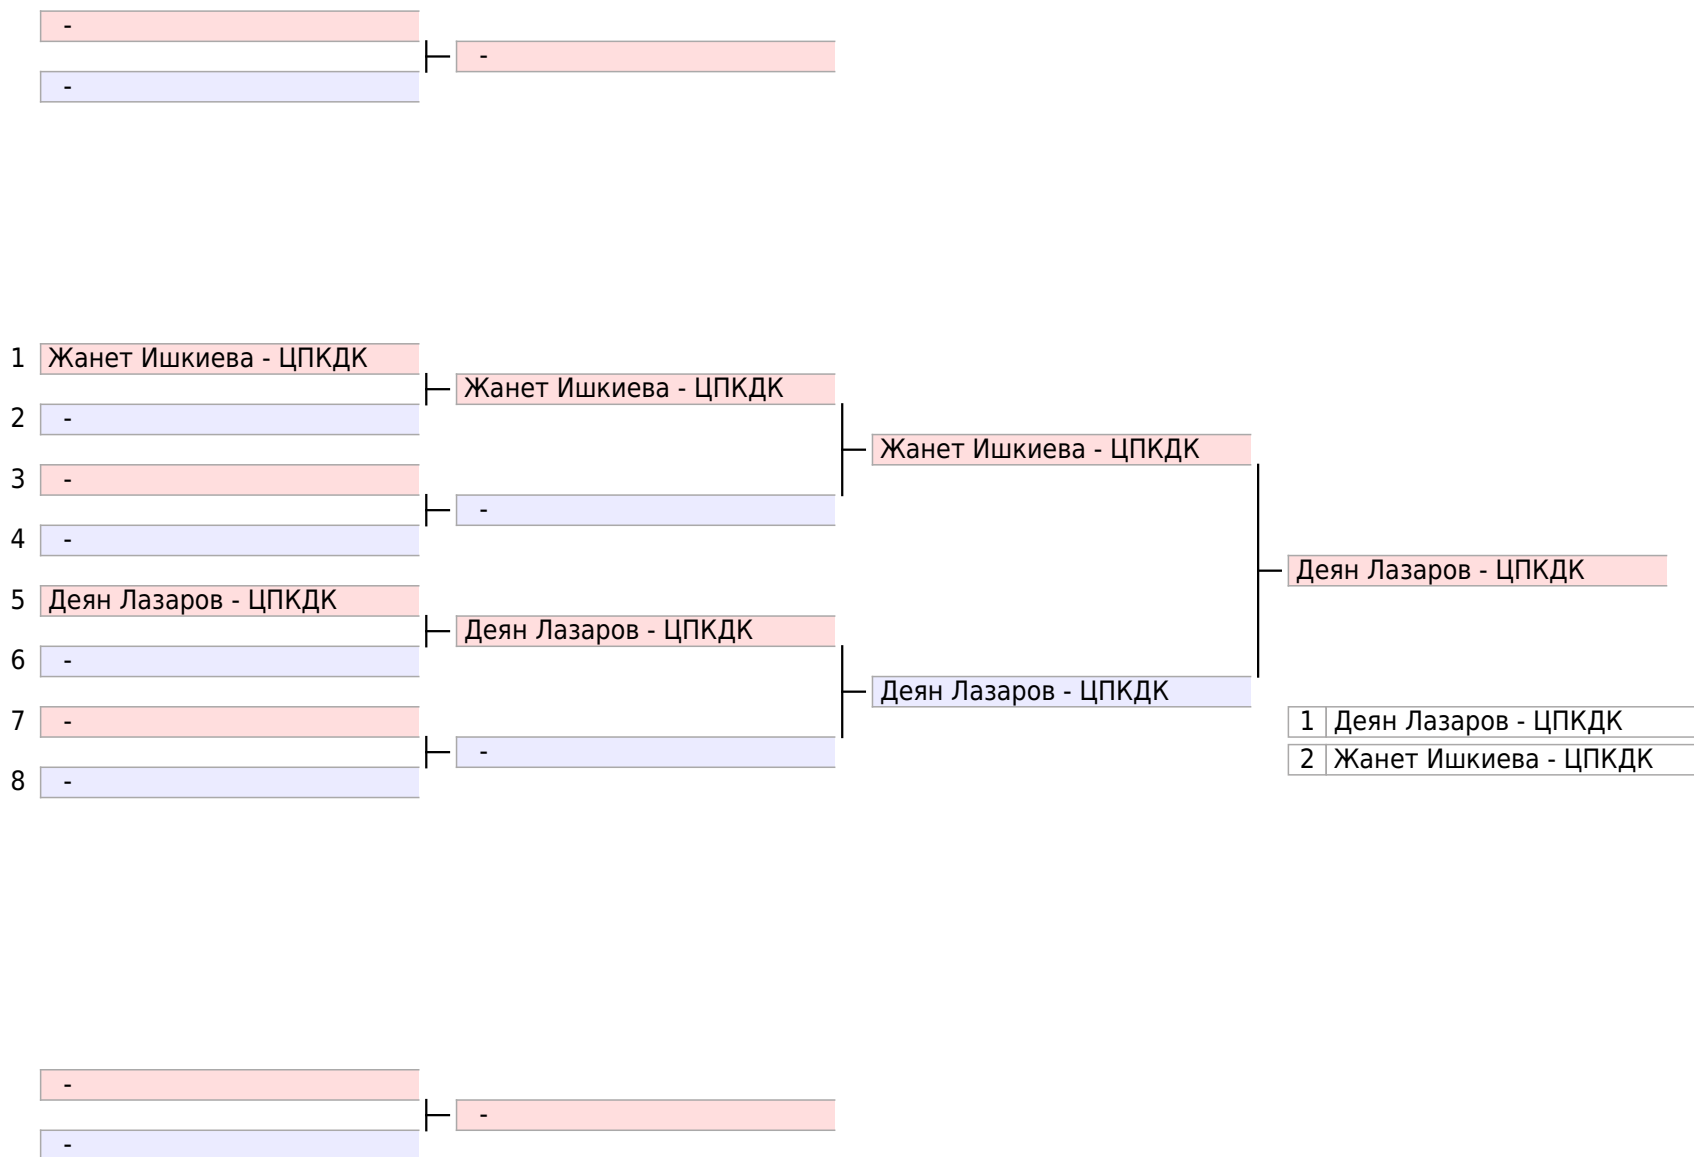 -
-
-
1 Жанет Ишкиева - ЦПКДК
Жанет Ишкиева - ЦПКДК
2 -
Жанет Ишкиева - ЦПКДК
3 -
-
4 -
Деян Лазаров - ЦПКДК
5 Деян Лазаров - ЦПКДК
Деян Лазаров - ЦПКДК
6 -
Деян Лазаров - ЦПКДК
7 -
1 Деян Лазаров - ЦПКДК
-
2 Жанет Ишкиева - ЦПКДК
8 -
-
-
-